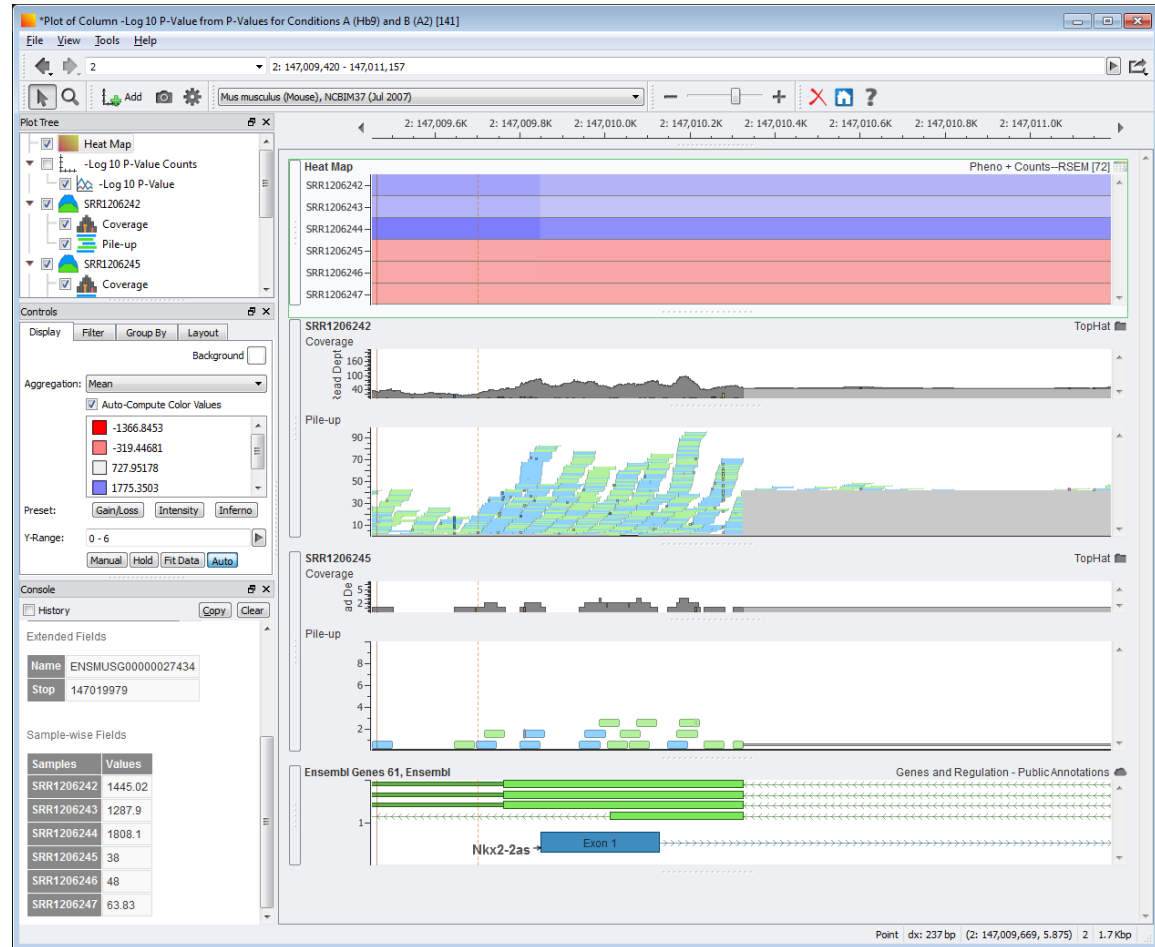 *Plot of Column -Log 10 P-Value from P-Values for Conditions A (Hb9) and B (A2) [141]
File View Tools Help
2 2: 147,009,420 - 147,011,157
Add Mus musculus (Mouse), NCBIM37 (Jul 2007)
Plot Tree
Heat Map
-Log 10 P-Value Counts
-Log 10 P-Value
SRR1206242
Coverage
Pile-up
SRR1206245
Coverage
Controls
Display Filter Group By Layout
Background
Aggregation: Mean
Auto-Compute Color Values
-1366.8453
-319.44681
727.95178
1775.3503
Preset: Gain/Loss Intensity Inferno
Y-Range: 0 - 6
Manual Hold Fit Data Auto
Console
History Copy Clear
Extended Fields
Name ENSMUSG00000027434
Stop 147019979
Sample-wise Fields
Samples Values
SRR1206242 1445.02
SRR1206243 1287.9
SRR1206244 1808.1
SRR1206245 38
SRR1206246 48
SRR1206247 63.83
2: 147,009.6K 2: 147,009.8K 2: 147,010.0K 2: 147,010.2K 2: 147,010.4K 2: 147,010.6K 2: 147,010.8K 2: 147,011.0K
Heat Map Pheno + Counts--RSEM [72]
SRR1206242
SRR1206243
SRR1206244
SRR1206245
SRR1206246
SRR1206247
SRR1206242 TopHat
Coverage
Read Dept
160
100
40
Pile-up
90
70
50
30
10
SRR1206245 TopHat
Coverage
ad De
5
2
Pile-up
8
6
4
2
Ensembl Genes 61, Ensembl Genes and Regulation - Public Annotations
1
Exon 1
Nkx2-2as
Point dx: 237 bp (2: 147,009,669, 5.875) 2 1.7Kbp